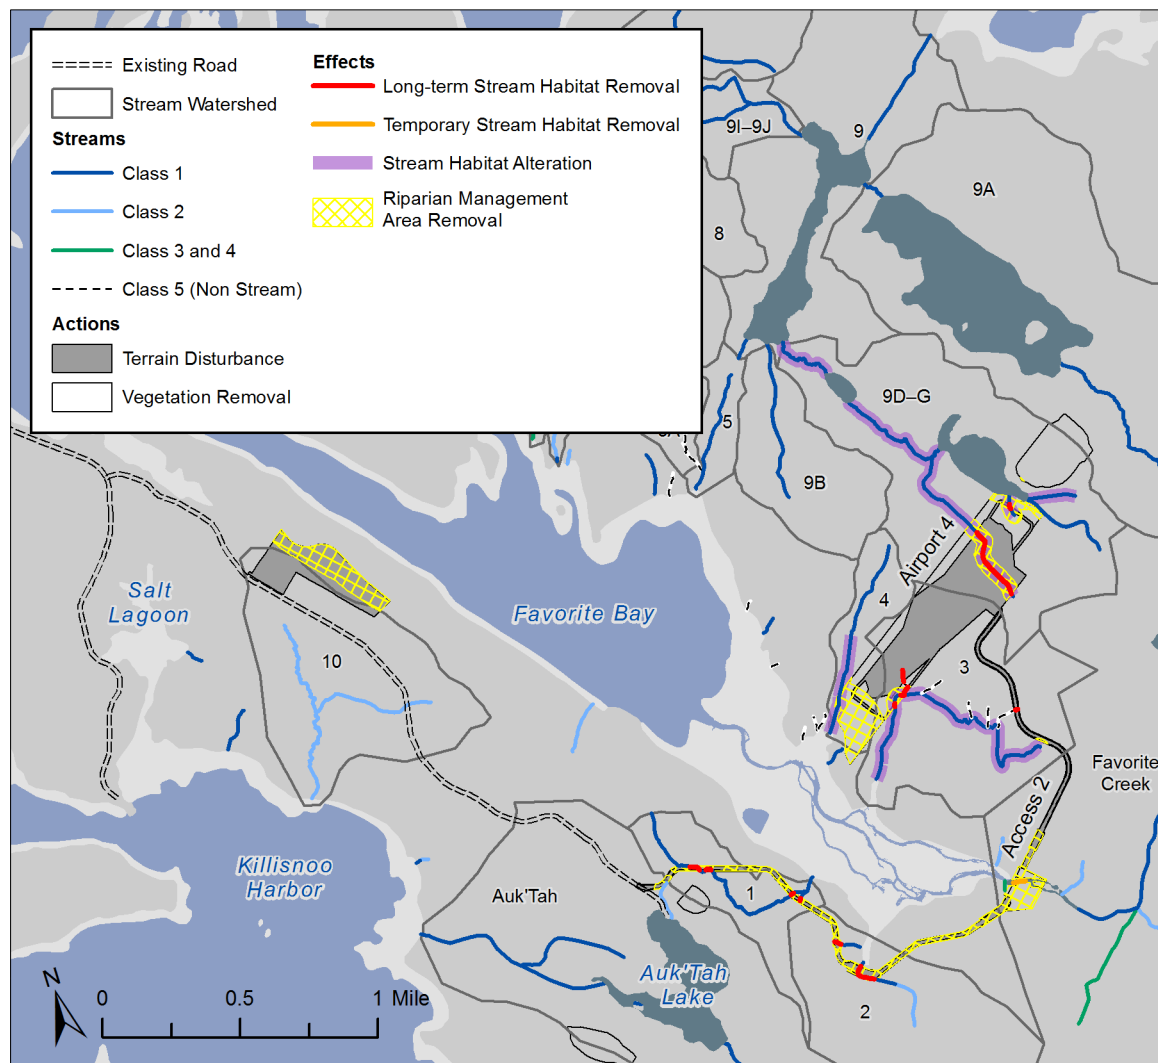 Existing Road
Stream Watershed
Streams
Class 1
Class 2
Class 3 and 4
Class 5 (Non Stream)
Actions
Terrain Disturbance
Vegetation Removal
Effects
Long-term Stream Habitat Removal
Temporary Stream Habitat Removal
Stream Habitat Alteration
Riparian Management
Area Removal
9I–9J
9
9A
8
9D–G
5
9B
Airport 4
4
Salt
Lagoon
Favorite Bay
10
3
Favorite
Creek
Access 2
Killisnoo
Harbor
Auk'Tah
1
Auk'Tah
Lake
2
N
0
0.5
1 Mile